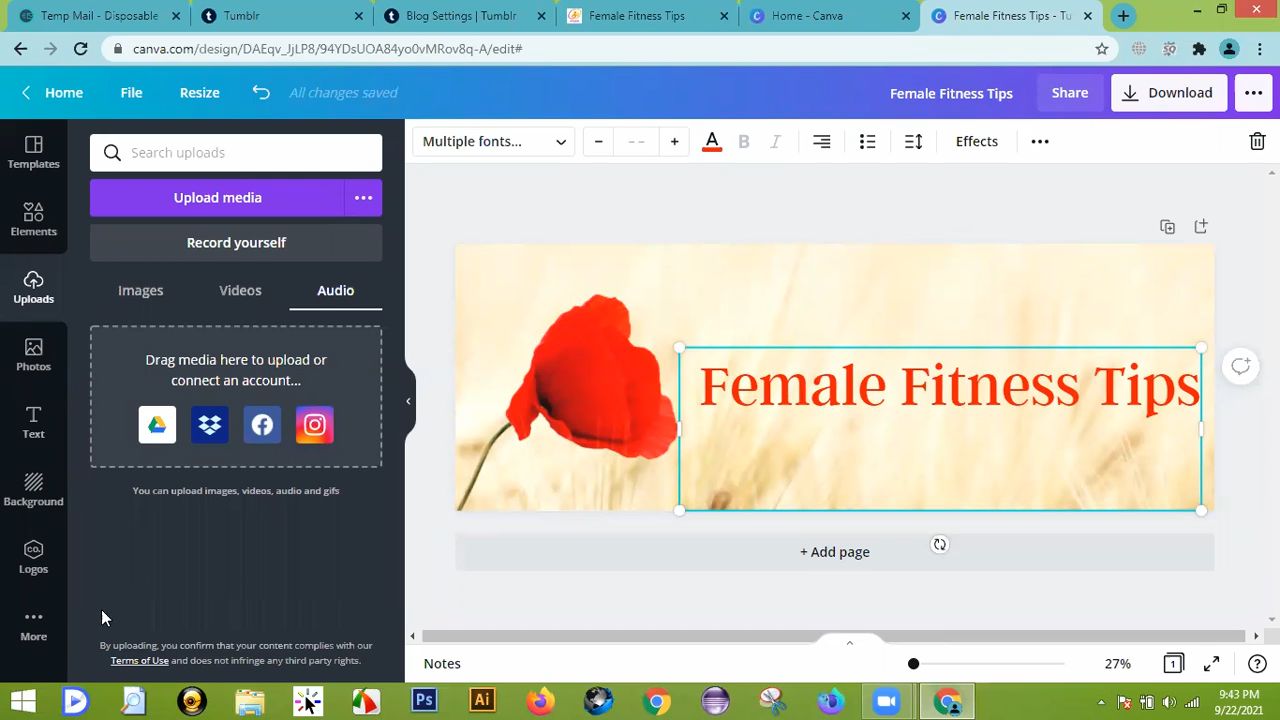 Temp Mail - Disposable
Tumblr
Blog Settings | Tumblr
Female Fitness Tips
Home - Canva
Female Fitness Tips - Tu
canva.com/design/DAEqv_JjLP8/94YDsUOA84yo0vMRov8q-A/edit#
Home
File
Resize
All changes saved
Female Fitness Tips
Share
Download
Templates
Elements
Uploads
Photos
Text
Background
CO.
Logos
More
Search uploads
Upload media
Record yourself
Images
Videos
Audio
Drag media here to upload or
connect an account...
You can upload images, videos, audio and gifs
By uploading, you confirm that your content complies with our
Terms of Use and does not infringe any third party rights.
Multiple fonts...
− -- +
A B I
Effects
Female Fitness Tips
+ Add page
Notes
27%
1
Ps
Ai
9:43 PM
9/22/2021